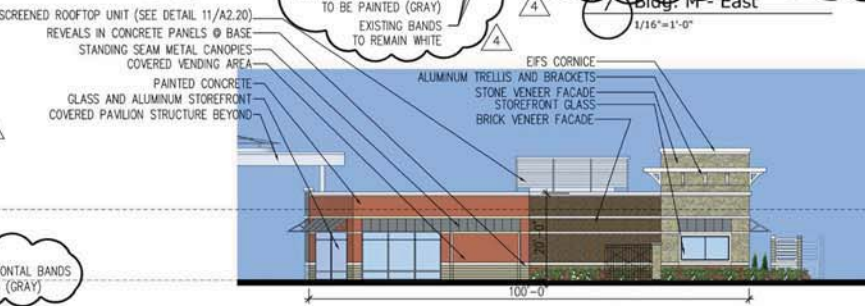 SCREENED ROOFTOP UNIT (SEE DETAIL 11/A2.20)
REVEALS IN CONCRETE PANELS @ BASE
STANDING SEAM METAL CANOPIES
COVERED VENDING AREA
PAINTED CONCRETE
GLASS AND ALUMINUM STOREFRONT
COVERED PAVILION STRUCTURE BEYOND
TO BE PAINTED (GRAY)
EXISTING BANDS
TO REMAIN WHITE
4
4
7
Bldg. M - East
1/16"=1'-0"
EIFS CORNICE
ALUMINUM TRELLIS AND BRACKETS
STONE VENEER FACADE
STOREFRONT GLASS
BRICK VENEER FACADE
20'-0"
100'-0"
ONTAL BANDS
(GRAY)